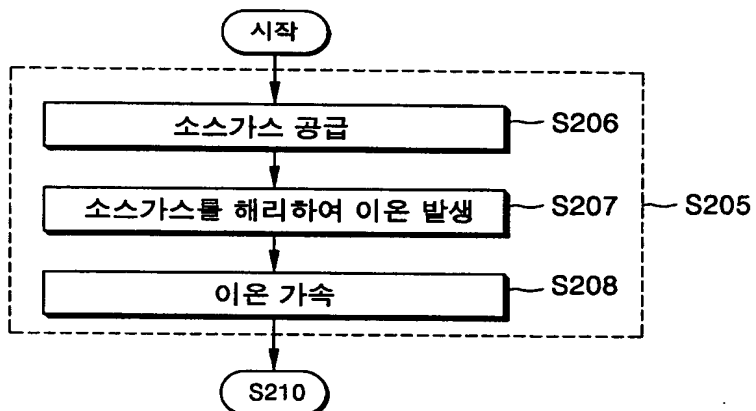 시작
소스가스 공급
S206
소스가스를 해리하여 이온 발생
S207
S205
이온 가속
S208
S210